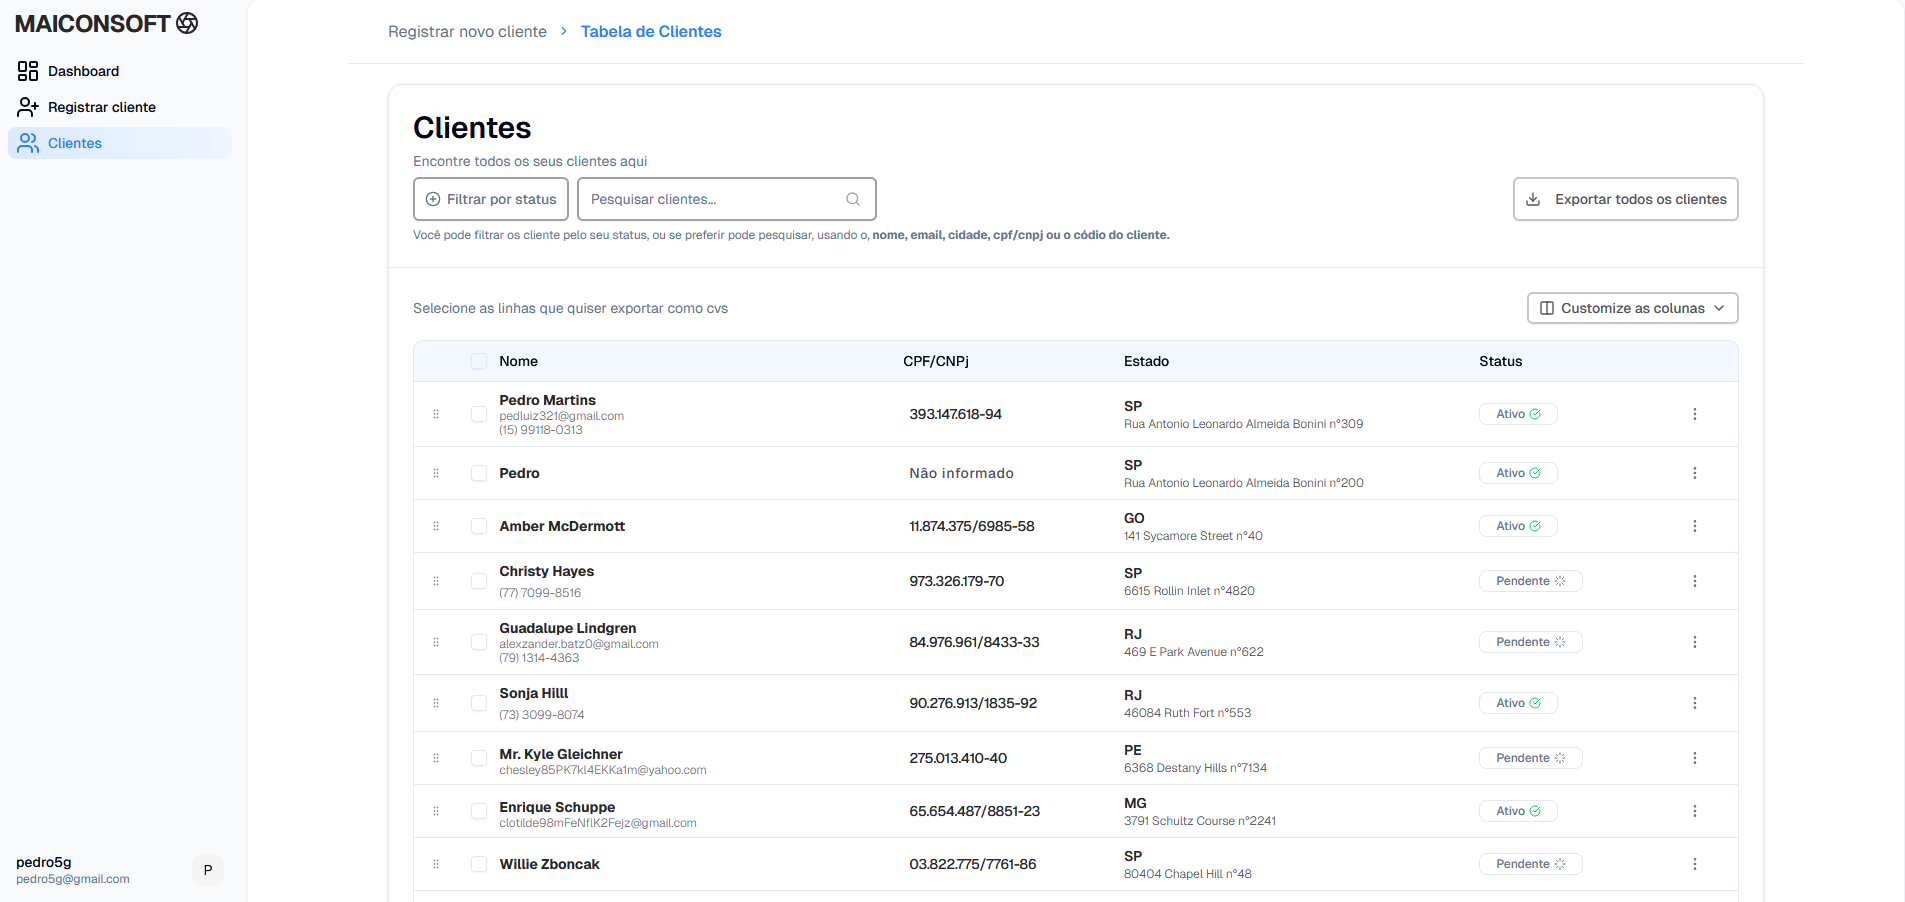 MAICONSOFT
Dashboard
Registrar cliente
Clientes
pedro5g
pedro5g@gmail.com
P
Registrar novo cliente > Tabela de Clientes
Clientes
Encontre todos os seus clientes aqui
Filtrar por status
Pesquisar clientes...
Exportar todos os clientes
Você pode filtrar os cliente pelo seu status, ou se preferir pode pesquisar, usando o, nome, email, cidade, cpf/cnpj ou o códio do cliente.
Selecione as linhas que quiser exportar como cvs
Customize as colunas
Nome CPF/CNPj Estado Status
Pedro Martins
pedluiz321@gmail.com
(15) 99118-0313
393.147.618-94
SP
Rua Antonio Leonardo Almeida Bonini n°309
Ativo
Pedro
Não informado
SP
Rua Antonio Leonardo Almeida Bonini n°200
Ativo
Amber McDermott
11.874.375/6985-58
GO
141 Sycamore Street n°40
Ativo
Christy Hayes
(77) 7099-8516
973.326.179-70
SP
6615 Rollin Inlet n°4820
Pendente
Guadalupe Lindgren
alexzander.batz0@gmail.com
(79) 1314-4363
84.976.961/8433-33
RJ
469 E Park Avenue n°622
Pendente
Sonja Hilll
(73) 3099-8074
90.276.913/1835-92
RJ
46084 Ruth Fort n°553
Ativo
Mr. Kyle Gleichner
chesley85PK7kl4EKKa1m@yahoo.com
275.013.410-40
PE
6368 Destany Hills n°7134
Pendente
Enrique Schuppe
clotilde98mFeNflK2Fejz@gmail.com
65.654.487/8851-23
MG
3791 Schultz Course n°2241
Ativo
Willie Zboncak
03.822.775/7761-86
SP
80404 Chapel Hill n°48
Pendente